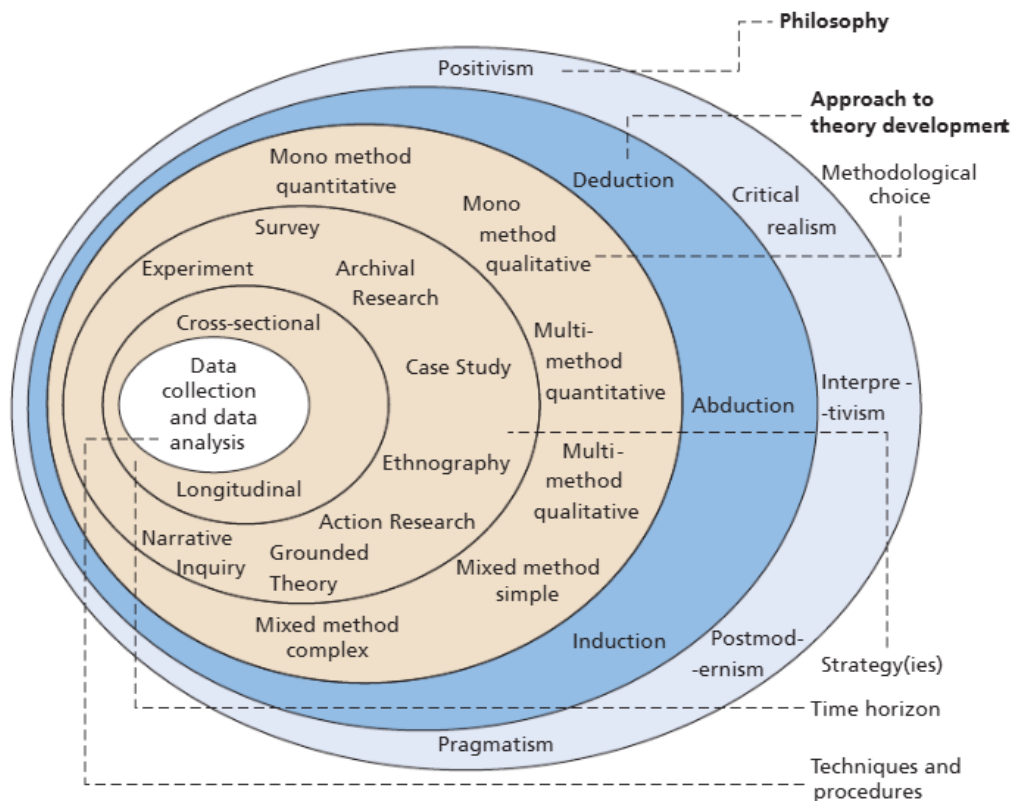 Philosophy
Positivism
Approach to
theory development
Mono method
quantitative
Deduction
Methodological
choice
Critical
realism
Mono
method
qualitative
Survey
Experiment
Archival
Research
Cross-sectional
Multi-
method
quantitative
Data
collection
and data
analysis
Case Study
Abduction
Interpre-
-tivism
Ethnography
Multi-
method
qualitative
Longitudinal
Action Research
Narrative
Inquiry
Grounded
Theory
Mixed method
simple
Mixed method
complex
Induction
Postmod-
-ernism
Strategy(ies)
Time horizon
Pragmatism
Techniques and
procedures